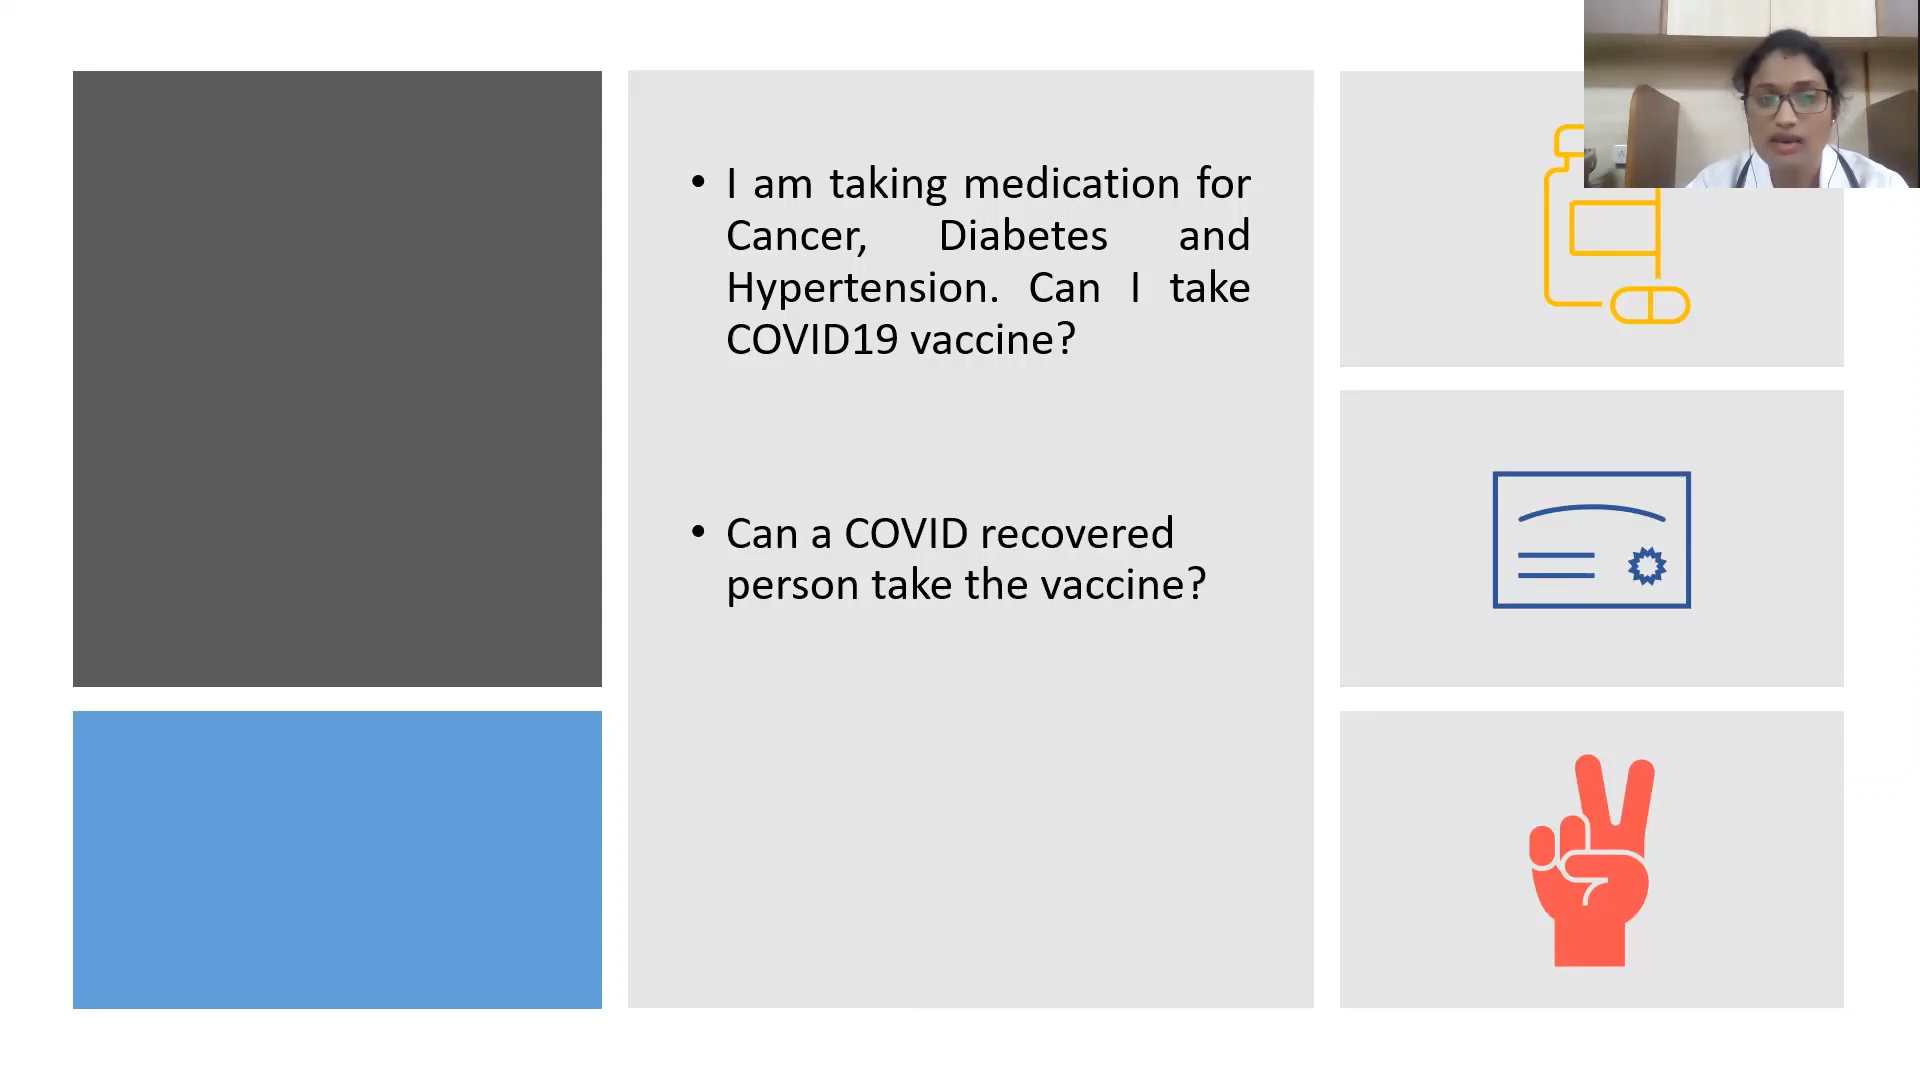 • I am taking medication for
Cancer, Diabetes and
Hypertension. Can I take
COVID19 vaccine?
• Can a COVID recovered
person take the vaccine?